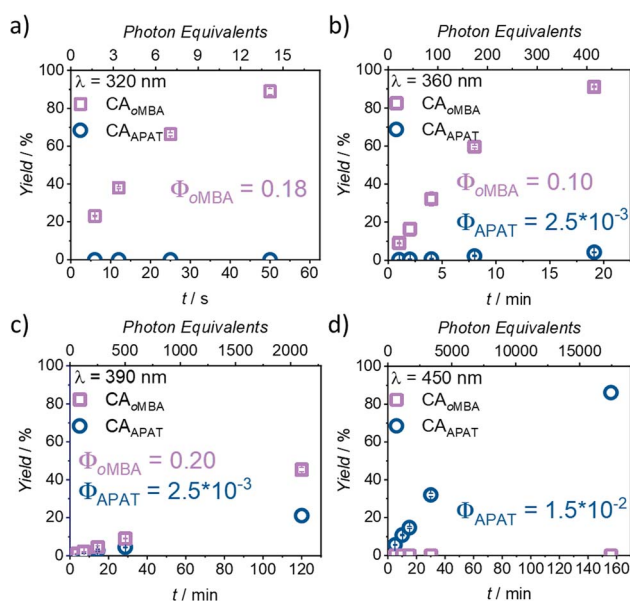 a)
Photon Equivalents
0 5 10 15
λ = 320 nm
CAoMBA
CAAPAT
ΦoMBA = 0.18
Yield / %
100
80
60
40
20
0
0 10 20 30 40 50 60
t / s
b)
Photon Equivalents
0 100 200 300 400
λ = 360 nm
CAoMBA
CAAPAT
ΦoMBA = 0.10
ΦAPAT = 2.5*10-3
Yield / %
100
80
60
40
20
0
0 5 10 15 20
t / min
c)
Photon Equivalents
0 500 1000 1500 2000
λ = 390 nm
CAoMBA
CAAPAT
ΦoMBA = 0.20
ΦAPAT = 2.5*10-3
Yield / %
100
80
60
40
20
0
0 20 40 60 80 100 120
t / min
d)
Photon Equivalents
0 5000 10000 15000
λ = 450 nm
CAoMBA
CAAPAT
ΦAPAT = 1.5*10-2
Yield / %
100
80
60
40
20
0
0 20 40 60 80 100 120 140 160
t / min